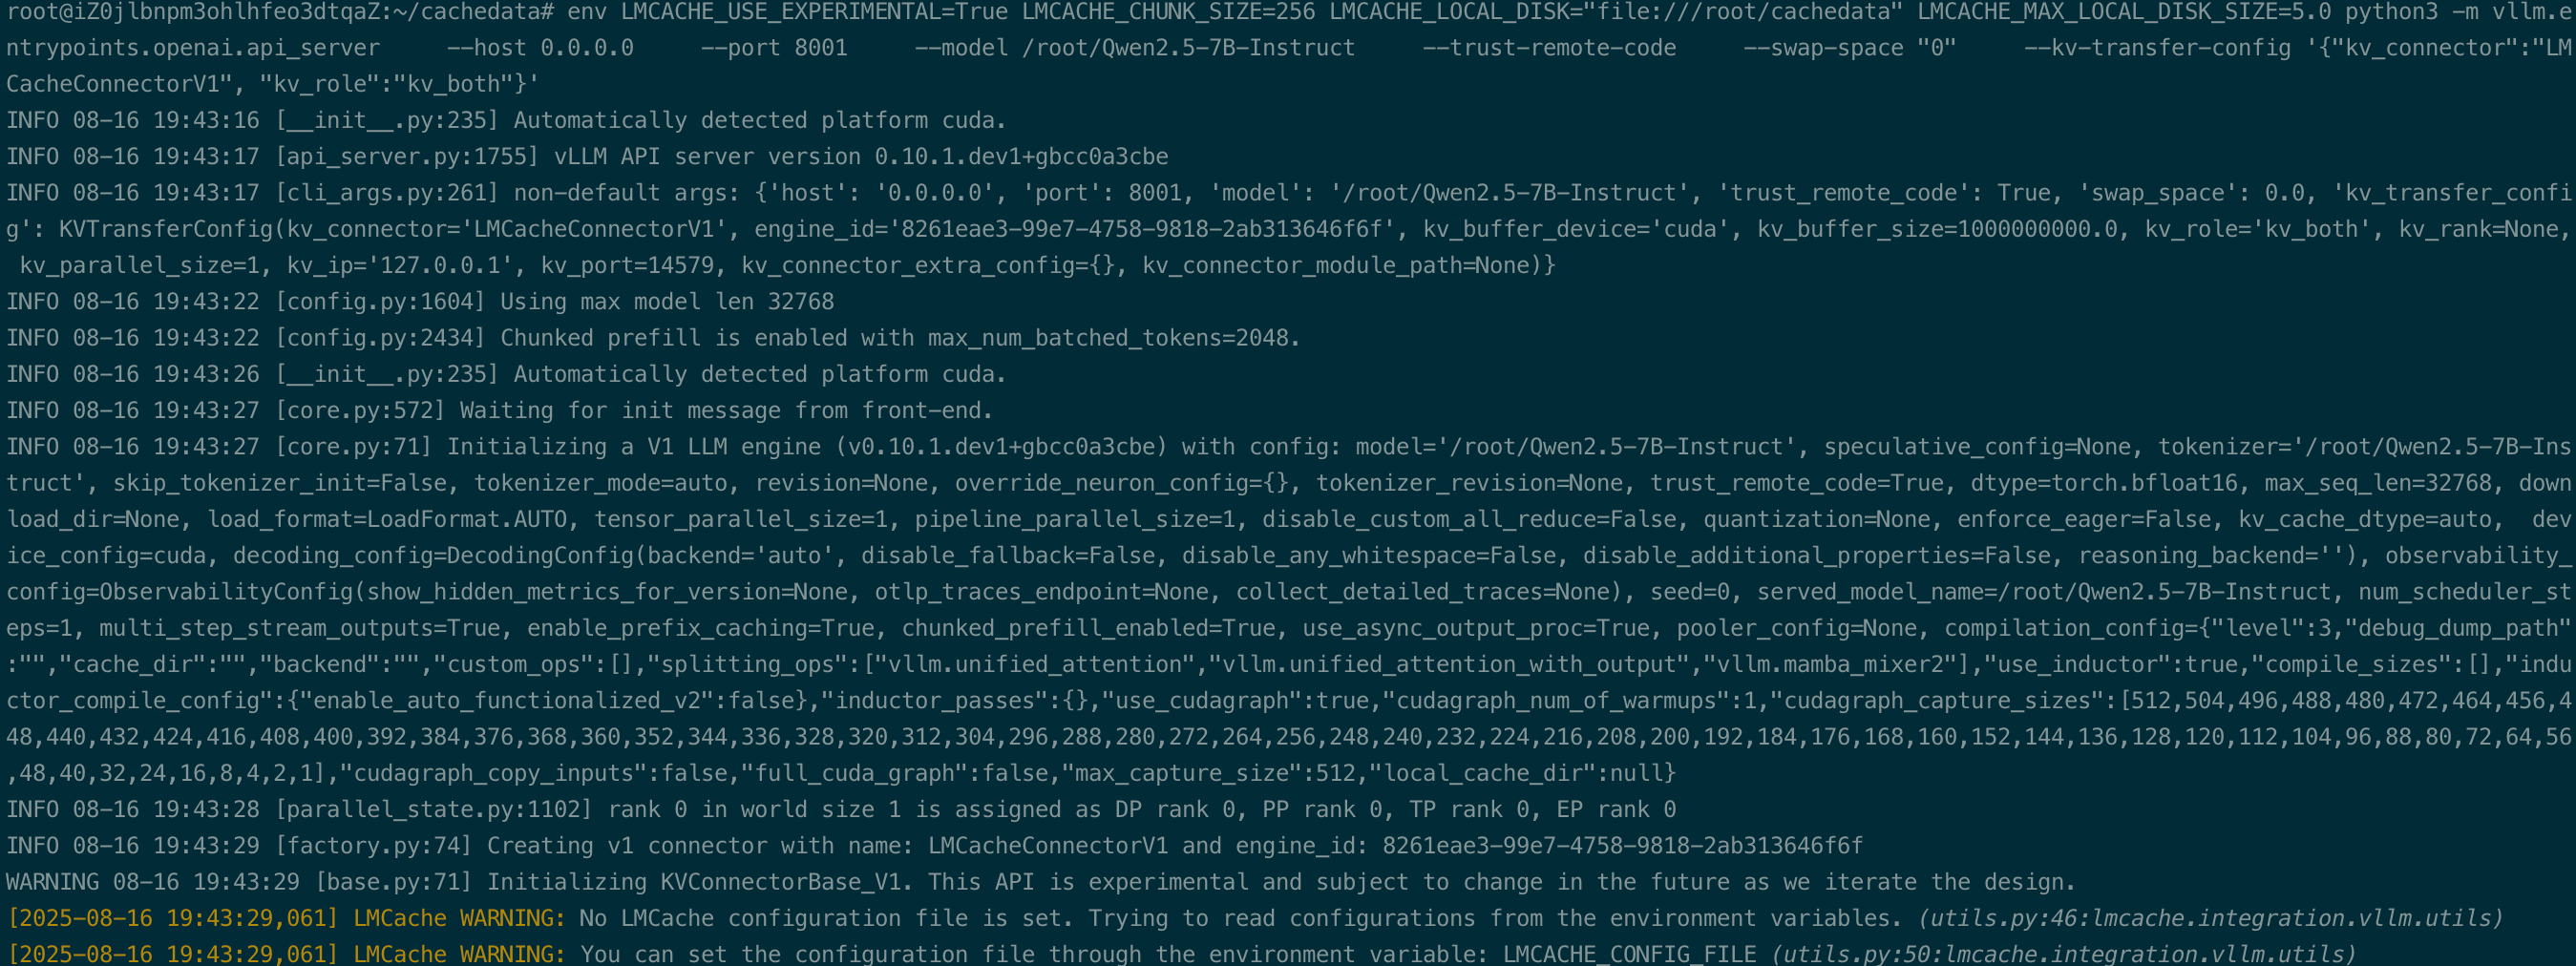 root@iZ0jlbnpm3ohlhfeo3dtqaZ:~/cachedata# env LMCACHE_USE_EXPERIMENTAL=True LMCACHE_CHUNK_SIZE=256 LMCACHE_LOCAL_DISK="file:///root/cachedata" LMCACHE_MAX_LOCAL_DISK_SIZE=5.0 python3 -m vllm.e
ntrypoints.openai.api_server     --host 0.0.0.0     --port 8001     --model /root/Qwen2.5-7B-Instruct     --trust-remote-code     --swap-space "0"     --kv-transfer-config '{"kv_connector":"LM
CacheConnectorV1", "kv_role":"kv_both"}'
INFO 08-16 19:43:16 [__init__.py:235] Automatically detected platform cuda.
INFO 08-16 19:43:17 [api_server.py:1755] vLLM API server version 0.10.1.dev1+gbcc0a3cbe
INFO 08-16 19:43:17 [cli_args.py:261] non-default args: {'host': '0.0.0.0', 'port': 8001, 'model': '/root/Qwen2.5-7B-Instruct', 'trust_remote_code': True, 'swap_space': 0.0, 'kv_transfer_confi
g': KVTransferConfig(kv_connector='LMCacheConnectorV1', engine_id='8261eae3-99e7-4758-9818-2ab313646f6f', kv_buffer_device='cuda', kv_buffer_size=1000000000.0, kv_role='kv_both', kv_rank=None,
 kv_parallel_size=1, kv_ip='127.0.0.1', kv_port=14579, kv_connector_extra_config={}, kv_connector_module_path=None)}
INFO 08-16 19:43:22 [config.py:1604] Using max model len 32768
INFO 08-16 19:43:22 [config.py:2434] Chunked prefill is enabled with max_num_batched_tokens=2048.
INFO 08-16 19:43:26 [__init__.py:235] Automatically detected platform cuda.
INFO 08-16 19:43:27 [core.py:572] Waiting for init message from front-end.
INFO 08-16 19:43:27 [core.py:71] Initializing a V1 LLM engine (v0.10.1.dev1+gbcc0a3cbe) with config: model='/root/Qwen2.5-7B-Instruct', speculative_config=None, tokenizer='/root/Qwen2.5-7B-Ins
truct', skip_tokenizer_init=False, tokenizer_mode=auto, revision=None, override_neuron_config={}, tokenizer_revision=None, trust_remote_code=True, dtype=torch.bfloat16, max_seq_len=32768, down
load_dir=None, load_format=LoadFormat.AUTO, tensor_parallel_size=1, pipeline_parallel_size=1, disable_custom_all_reduce=False, quantization=None, enforce_eager=False, kv_cache_dtype=auto,  dev
ice_config=cuda, decoding_config=DecodingConfig(backend='auto', disable_fallback=False, disable_any_whitespace=False, disable_additional_properties=False, reasoning_backend=''), observability_
config=ObservabilityConfig(show_hidden_metrics_for_version=None, otlp_traces_endpoint=None, collect_detailed_traces=None), seed=0, served_model_name=/root/Qwen2.5-7B-Instruct, num_scheduler_st
eps=1, multi_step_stream_outputs=True, enable_prefix_caching=True, chunked_prefill_enabled=True, use_async_output_proc=True, pooler_config=None, compilation_config={"level":3,"debug_dump_path"
:"","cache_dir":"","backend":"","custom_ops":[],"splitting_ops":["vllm.unified_attention","vllm.unified_attention_with_output","vllm.mamba_mixer2"],"use_inductor":true,"compile_sizes":[],"indu
ctor_compile_config":{"enable_auto_functionalized_v2":false},"inductor_passes":{},"use_cudagraph":true,"cudagraph_num_of_warmups":1,"cudagraph_capture_sizes":[512,504,496,488,480,472,464,456,4
48,440,432,424,416,408,400,392,384,376,368,360,352,344,336,328,320,312,304,296,288,280,272,264,256,248,240,232,224,216,208,200,192,184,176,168,160,152,144,136,128,120,112,104,96,88,80,72,64,56
,48,40,32,24,16,8,4,2,1],"cudagraph_copy_inputs":false,"full_cuda_graph":false,"max_capture_size":512,"local_cache_dir":null}
INFO 08-16 19:43:28 [parallel_state.py:1102] rank 0 in world size 1 is assigned as DP rank 0, PP rank 0, TP rank 0, EP rank 0
INFO 08-16 19:43:29 [factory.py:74] Creating v1 connector with name: LMCacheConnectorV1 and engine_id: 8261eae3-99e7-4758-9818-2ab313646f6f
WARNING 08-16 19:43:29 [base.py:71] Initializing KVConnectorBase_V1. This API is experimental and subject to change in the future as we iterate the design.
[2025-08-16 19:43:29,061] LMCache WARNING: No LMCache configuration file is set. Trying to read configurations from the environment variables. (utils.py:46:lmcache.integration.vllm.utils)
[2025-08-16 19:43:29,061] LMCache WARNING: You can set the configuration file through the environment variable: LMCACHE_CONFIG_FILE (utils.py:50:lmcache.integration.vllm.utils)